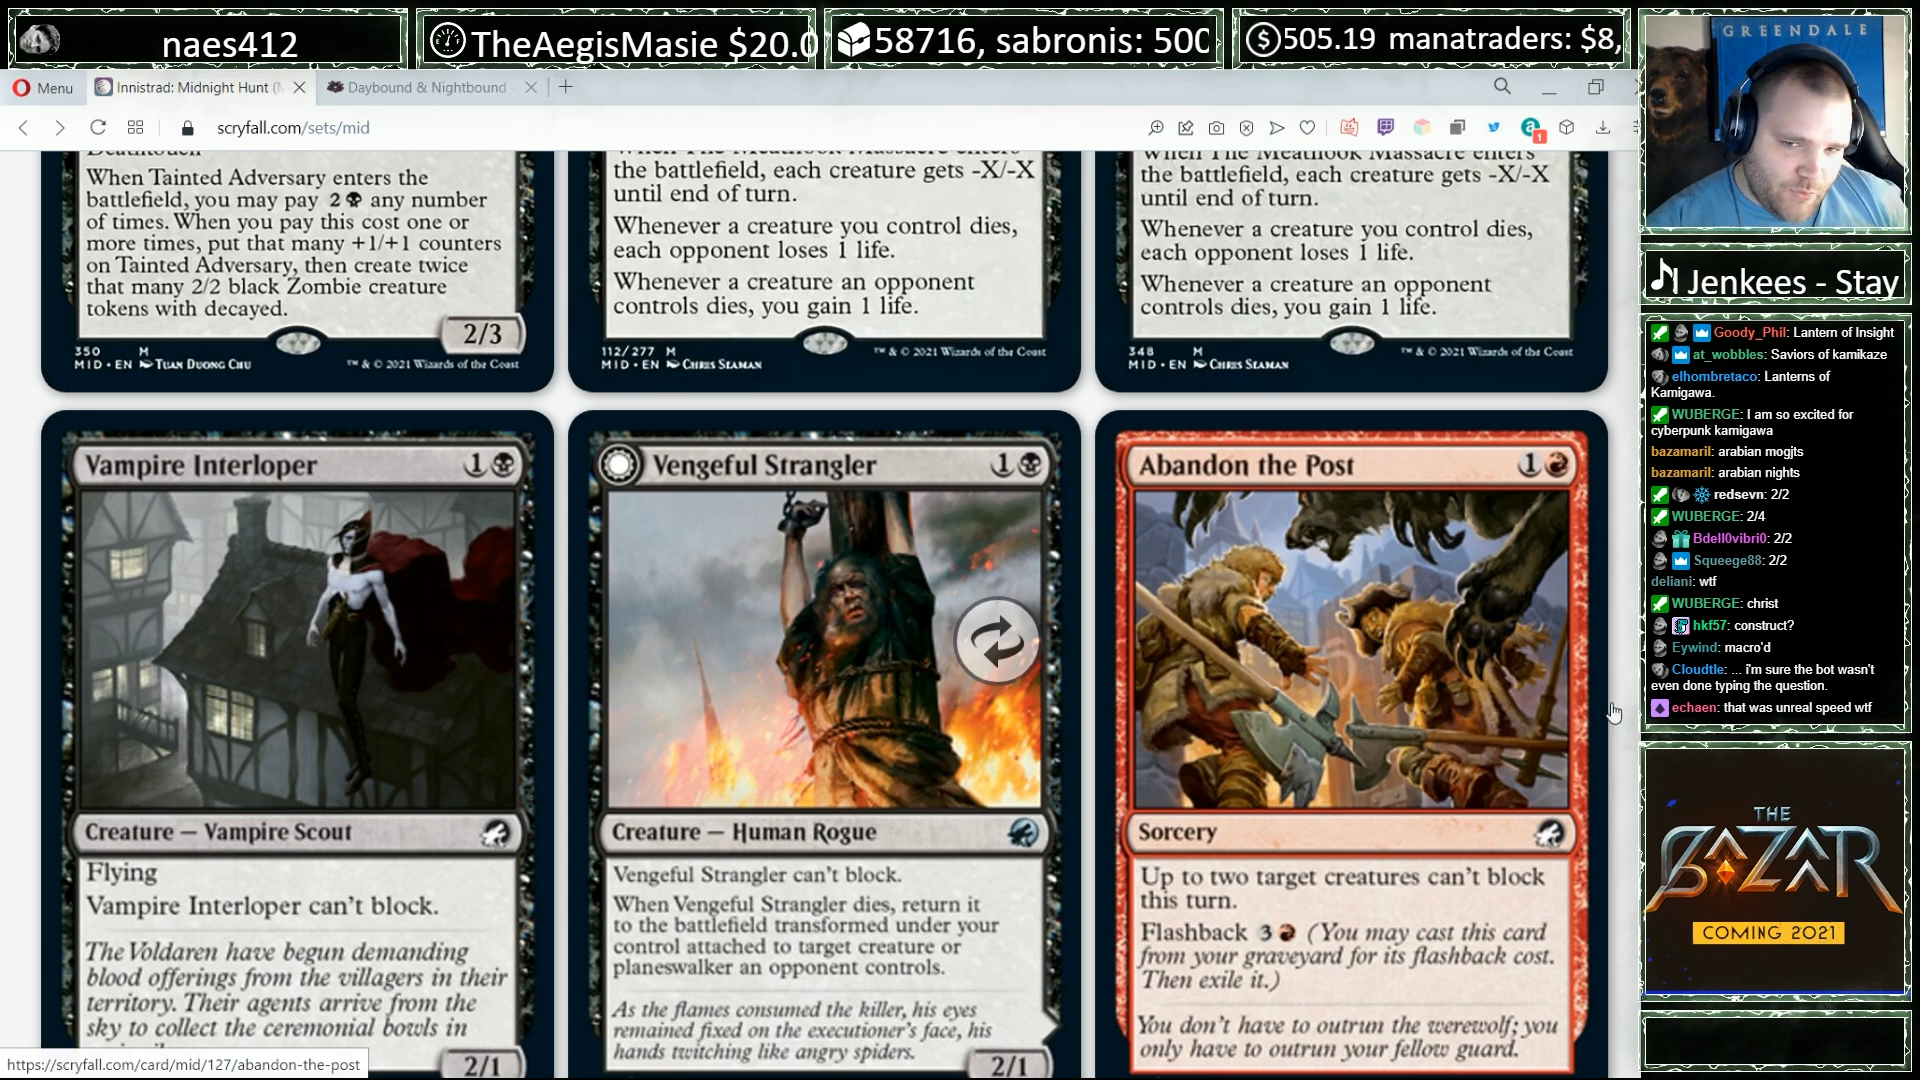 naes412
TheAegisMasie $20.0
58716, sabronis: 500
$505.19 manatraders: $8,
GREENDALE
Menu
Innistrad: Midnight Hunt (M
Daybound & Nightbound
scryfall.com/sets/mid
1
Deathtouch
When Tainted Adversary enters the
battlefield, you may pay 2 any number
of times. When you pay this cost one or
more times, put that many +1/+1 counters
on Tainted Adversary, then create twice
that many 2/2 black Zombie creature
tokens with decayed.
2/3
350 M
MID • EN TUAN DUONG CHU
™ & © 2021 Wizards of the Coast
When The Meathook Massacre enters
the battlefield, each creature gets -X/-X
until end of turn.
Whenever a creature you control dies,
each opponent loses 1 life.
Whenever a creature an opponent
controls dies, you gain 1 life.
112/277 M
MID • EN CHRIS SEAMAN
™ & © 2021 Wizards of the Coast
When The Meathook Massacre enters
the battlefield, each creature gets -X/-X
until end of turn.
Whenever a creature you control dies,
each opponent loses 1 life.
Whenever a creature an opponent
controls dies, you gain 1 life.
348 M
MID • EN CHRIS SEAMAN
™ & © 2021 Wizards of the Coast
Vampire Interloper 1
Creature — Vampire Scout
Flying
Vampire Interloper can't block.
The Voldaren have begun demanding
blood offerings from the villagers in their
territory. Their agents arrive from the
sky to collect the ceremonial bowls in
2/1
Vengeful Strangler 1
Creature — Human Rogue
Vengeful Strangler can't block.
When Vengeful Strangler dies, return it
to the battlefield transformed under your
control attached to target creature or
planeswalker an opponent controls.
As the flames consumed the killer, his eyes
remained fixed on the executioner's face, his
hands twitching like angry spiders.
2/1
Abandon the Post 1
Sorcery
Up to two target creatures can't block
this turn.
Flashback 3 (You may cast this card
from your graveyard for its flashback cost.
Then exile it.)
You don't have to outrun the werewolf; you
only have to outrun your fellow guard.
https://scryfall.com/card/mid/127/abandon-the-post
Jenkees - Stay
Goody_Phil: Lantern of Insight
at_wobbles: Saviors of kamikaze
elhombretaco: Lanterns of
Kamigawa.
WUBERGE: I am so excited for
cyberpunk kamigawa
bazamaril: arabian mogjts
bazamaril: arabian nights
redsevn: 2/2
WUBERGE: 2/4
Bdell0vibri0: 2/2
Squeege88: 2/2
deliani: wtf
WUBERGE: christ
hkf57: construct?
Eywind: macro'd
Cloudtle: ... i'm sure the bot wasn't
even done typing the question.
echaen: that was unreal speed wtf
THE
BAZAAR
COMING 2021